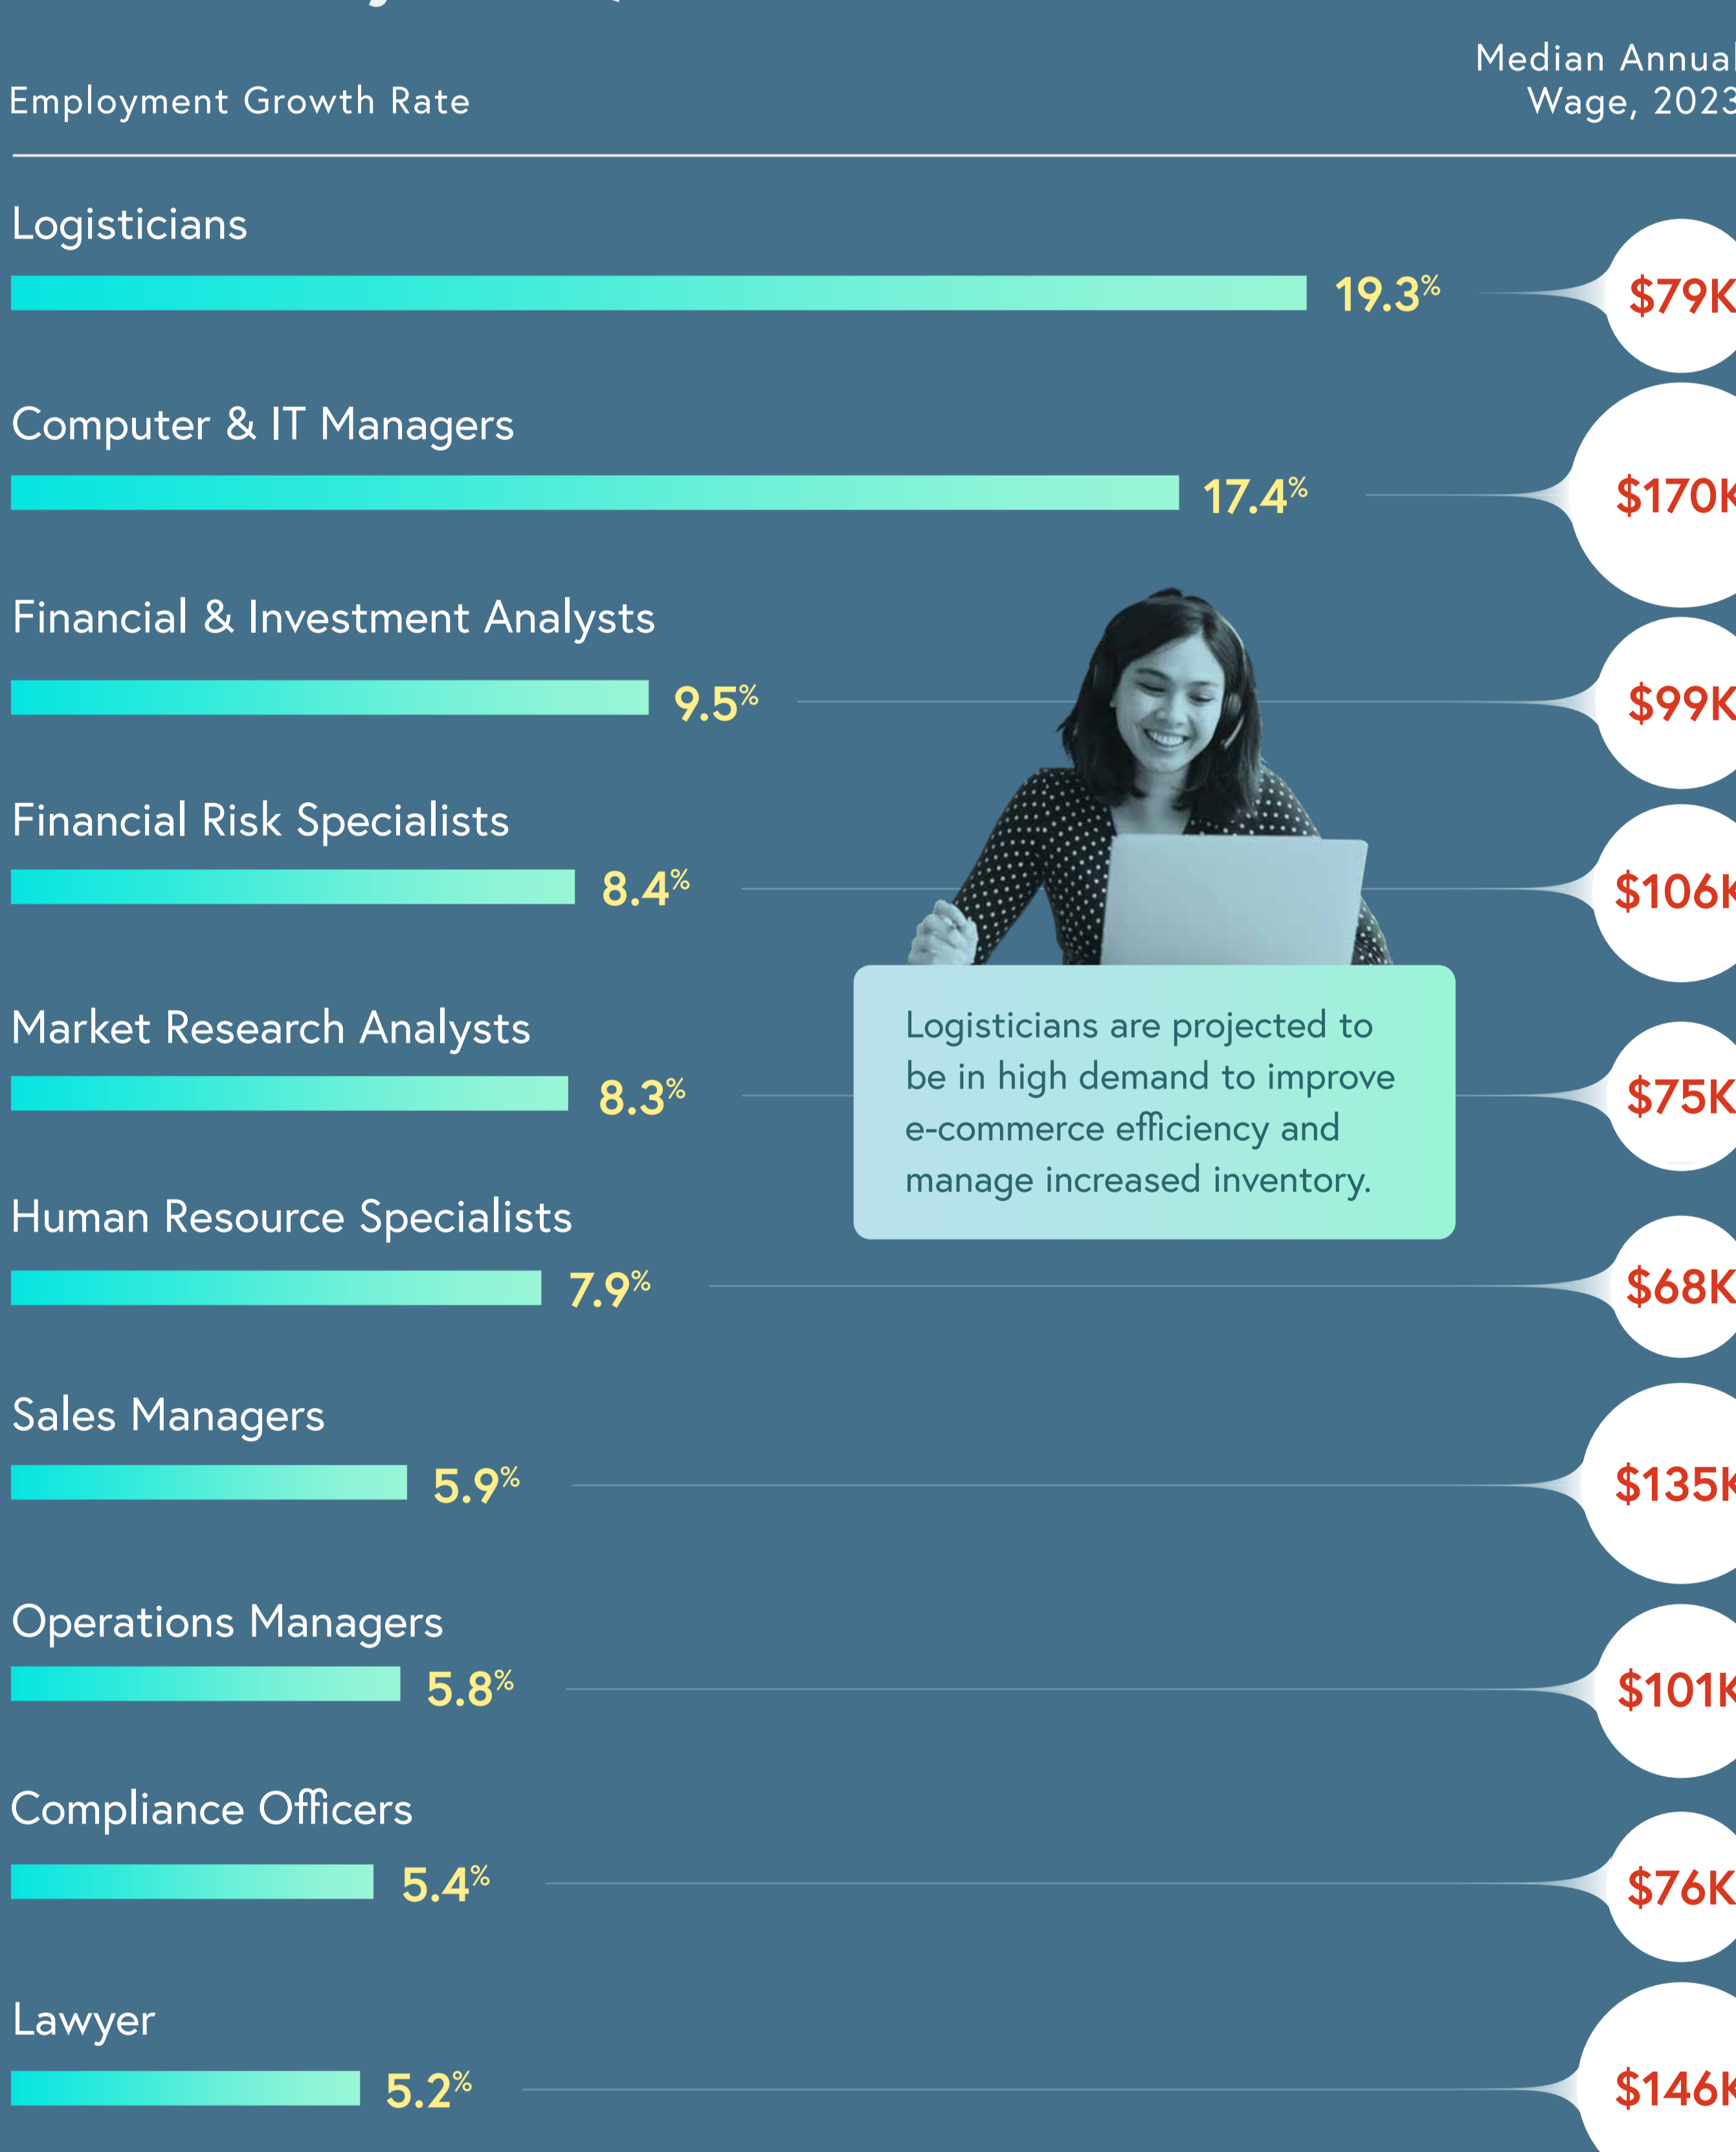 Employment Growth Rate
Median Annual
Wage, 2023
Logisticians
19.3%
$79K
Computer & IT Managers
17.4%
$170K
Financial & Investment Analysts
9.5%
$99K
Financial Risk Specialists
8.4%
$106K
Market Research Analysts
8.3%
$75K
Logisticians are projected to
be in high demand to improve
e-commerce efficiency and
manage increased inventory.
Human Resource Specialists
7.9%
$68K
Sales Managers
5.9%
$135K
Operations Managers
5.8%
$101K
Compliance Officers
5.4%
$76K
Lawyer
5.2%
$146K